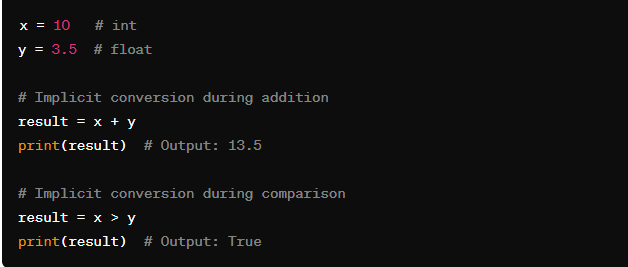 x = 10   # int
y = 3.5  # float
# Implicit conversion during addition
result = x + y
print(result)  # Output: 13.5
# Implicit conversion during comparison
result = x > y
print(result)  # Output: True